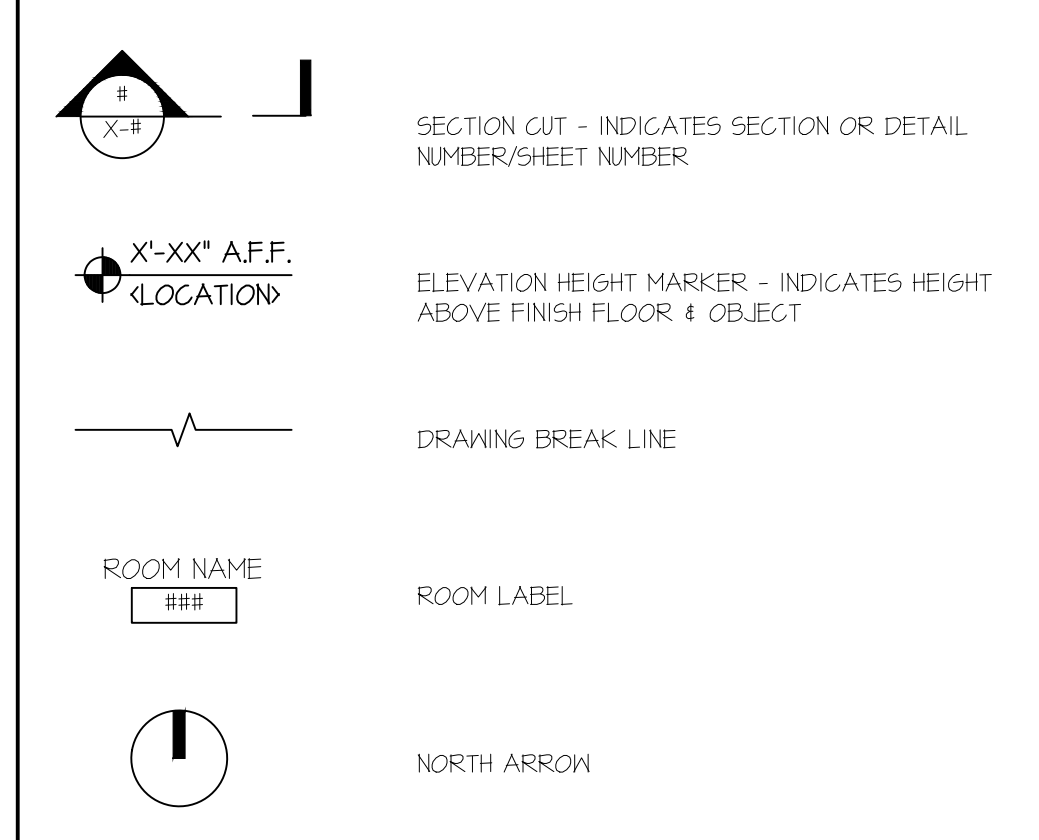 #
X-#
SECTION CUT - INDICATES SECTION OR DETAIL
NUMBER/SHEET NUMBER
X'-XX" A.F.F.
<LOCATION>
ELEVATION HEIGHT MARKER - INDICATES HEIGHT
ABOVE FINISH FLOOR & OBJECT
DRAWING BREAK LINE
ROOM NAME
###
ROOM LABEL
NORTH ARROW